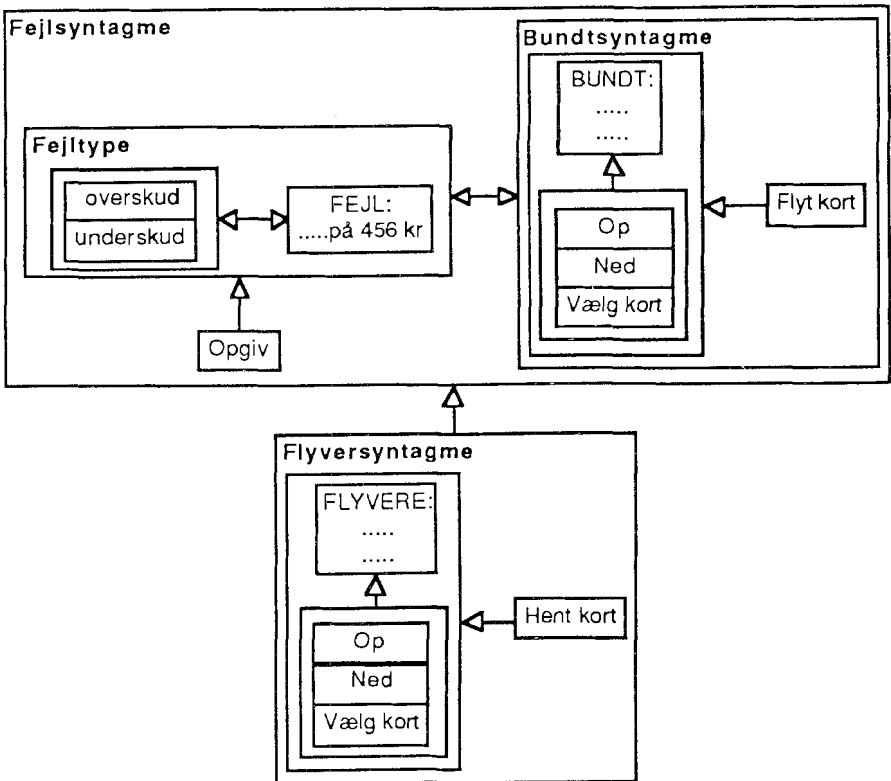 Fejlsyntagme
Bundtsyntagme
BUNDT:
.....
.....
Fejltype
overskud
underskud
FEJL:
.....på 456 kr
Op
Ned
Vælg kort
Flyt kort
Opgiv
Flyversyntagme
FLYVERE:
.....
.....
Op
Ned
Vælg kort
Hent kort